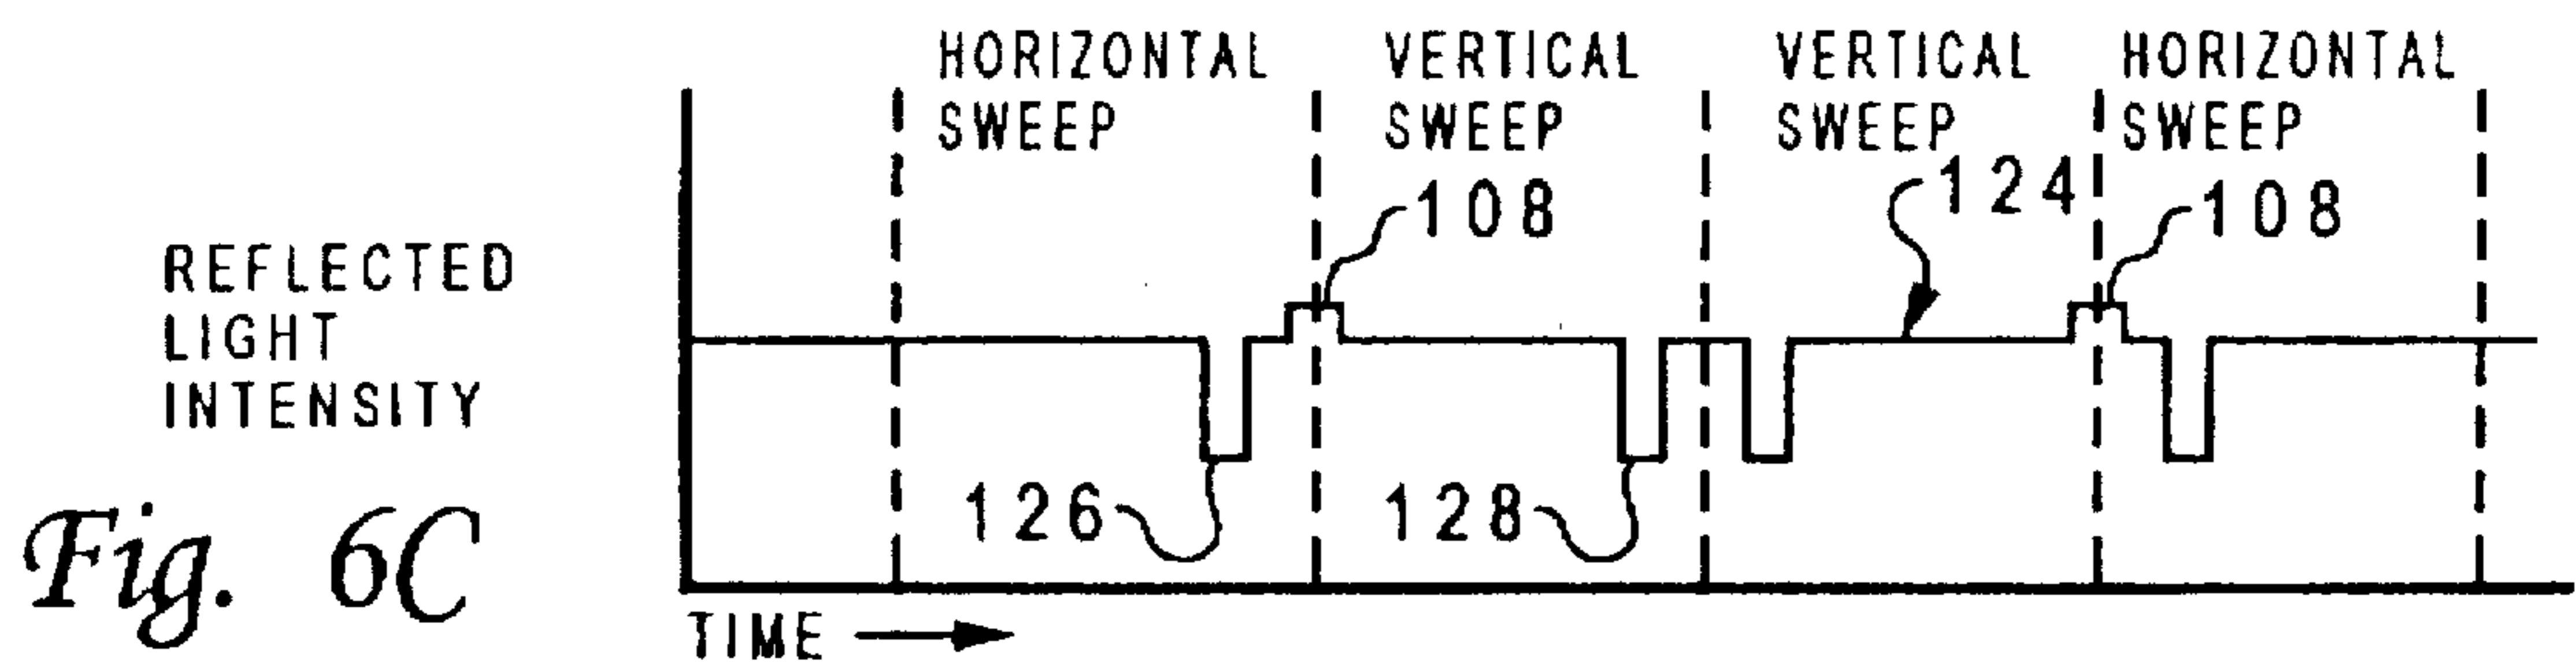 HORIZONTAL SWEEP
VERTICAL SWEEP
VERTICAL SWEEP
HORIZONTAL SWEEP
124
108
108
REFLECTED
LIGHT
INTENSITY
126
128
Fig. 6C
TIME